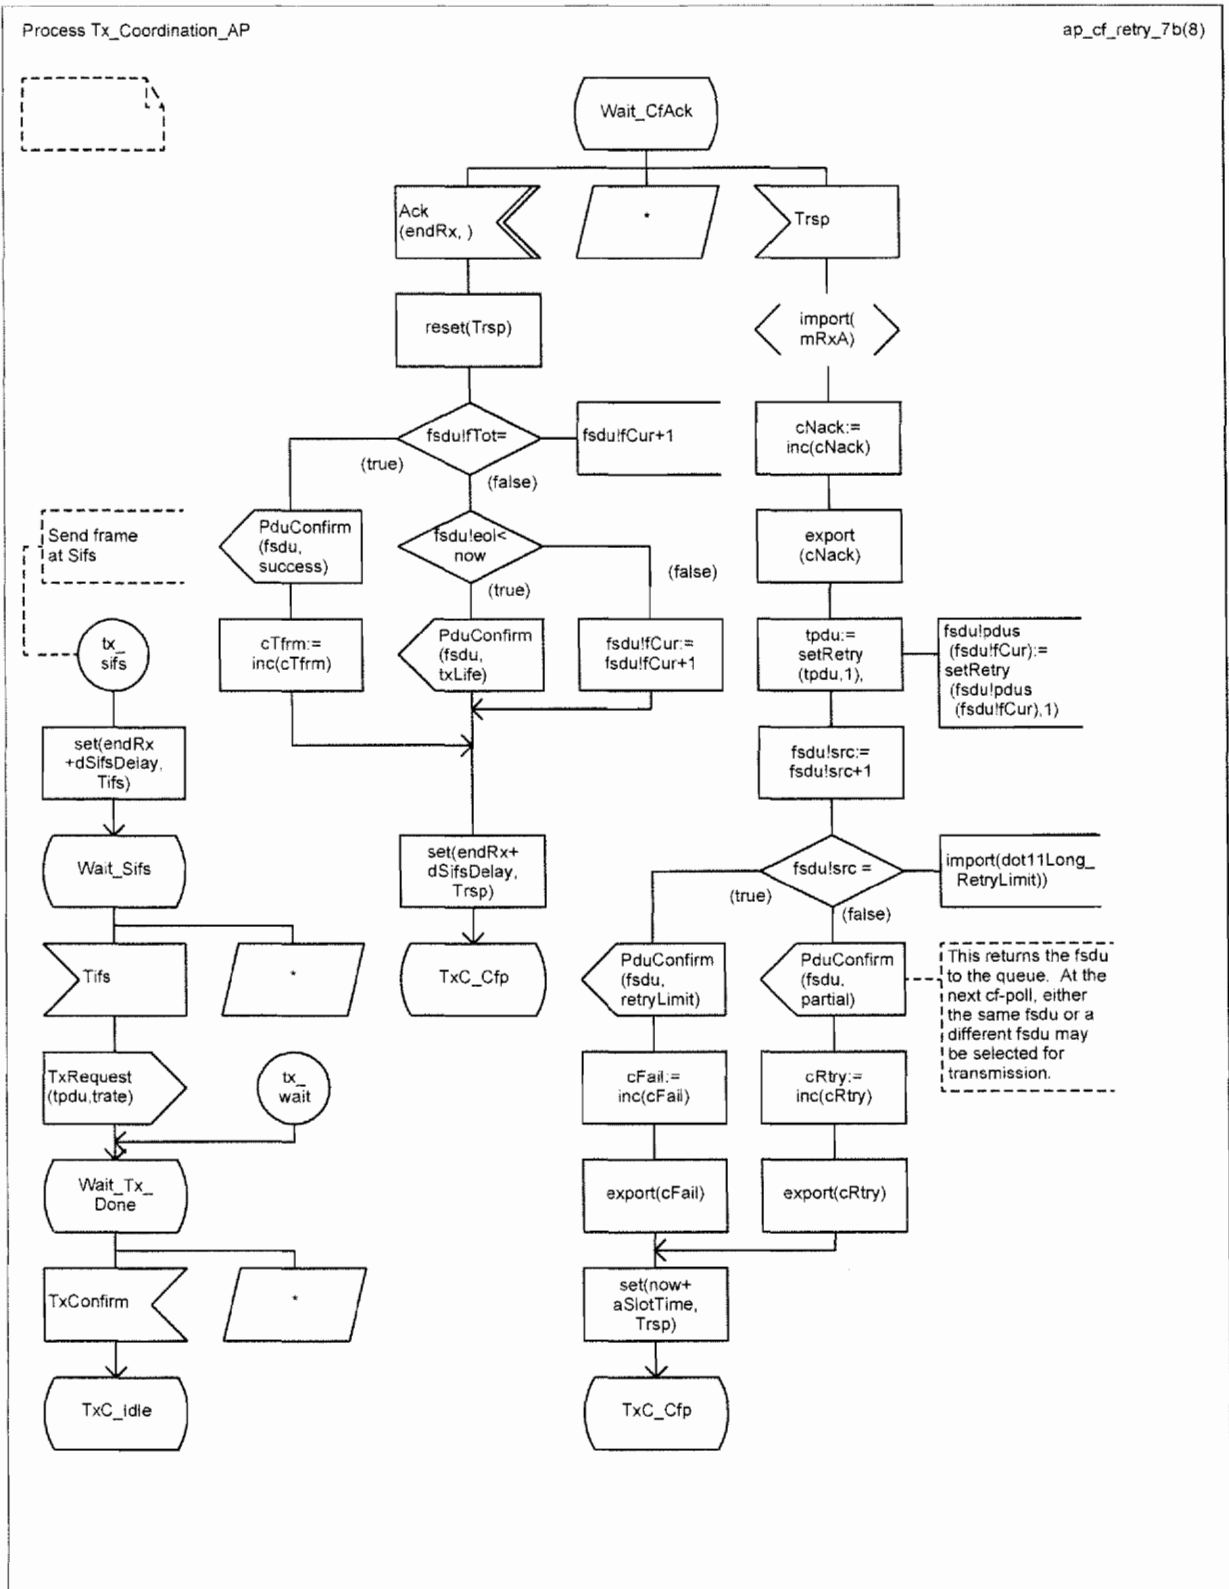 Process Tx_Coordination_AP
ap_cf_retry_7b(8)
Wait_CfAck
Ack
(endRx, )
*
Trsp
reset(Trsp)
import(
mRxA)
fsdu!fTot=
fsdu!fCur+1
(true)
(false)
cNack:=
inc(cNack)
Send frame
at Sifs
PduConfirm
(fsdu,
success)
fsdu!eol<
now
(false)
(true)
export
(cNack)
tx_
sifs
cTfrm:=
inc(cTfrm)
PduConfirm
(fsdu,
txLife)
fsdu!fCur:=
fsdu!fCur+1
tpdu:=
setRetry
(tpdu,1),
fsdu!pdus
(fsdu!fCur):=
setRetry
(fsdu!pdus
(fsdu!fCur),1)
set(endRx
+dSifsDelay,
Tifs)
fsdu!src:=
fsdu!src+1
Wait_Sifs
set(endRx+
dSifsDelay,
Trsp)
fsdu!src =
import(dot11Long_
RetryLimit))
(true)
(false)
Tifs
*
TxC_Cfp
PduConfirm
(fsdu,
retryLimit)
PduConfirm
(fsdu,
partial)
This returns the fsdu
to the queue. At the
next cf-poll, either
the same fsdu or a
different fsdu may
be selected for
transmission.
TxRequest
(tpdu,trate)
tx_
wait
cFail:=
inc(cFail)
cRtry:=
inc(cRtry)
Wait_Tx_
Done
export(cFail)
export(cRtry)
TxConfirm
*
set(now+
aSlotTime,
Trsp)
TxC_Idle
TxC_Cfp